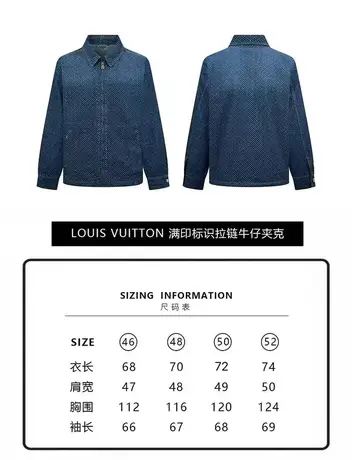 LOUIS VUITTON 满印标识拉链牛仔夹克
SIZING INFORMATION
尺码表
SIZE 46 48 50 52
衣长 68 70 72 74
肩宽 47 48 49 50
胸围 112 116 120 124
袖长 66 67 68 69